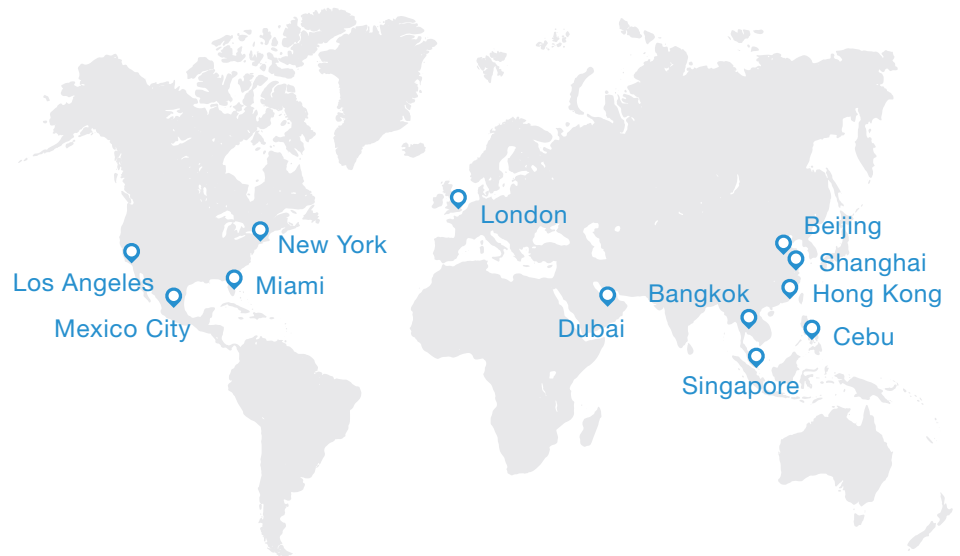 London
Beijing
New York
Shanghai
Los Angeles
Miami
Bangkok
Hong Kong
Mexico City
Dubai
Cebu
Singapore